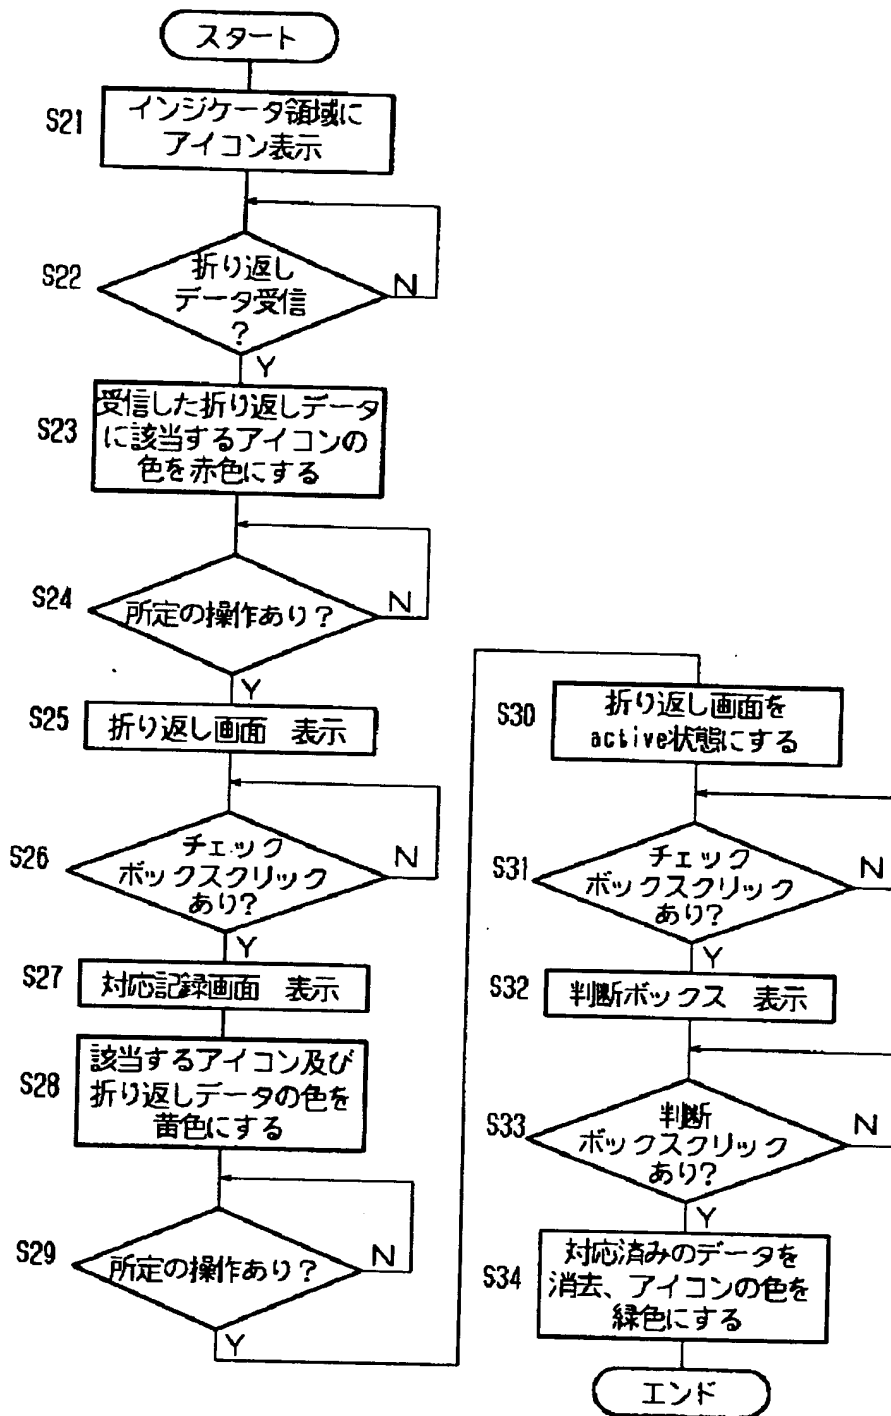 スタート
S21
インジケータ領域に
アイコン表示
S22
折り返し
データ受信
?
N
Y
S23
受信した折り返しデータ
に該当するアイコンの
色を赤色にする
S24
所定の操作あり?
N
Y
S25
折り返し画面 表示
S26
チェック
ボックスクリック
あり?
N
Y
S27
対応記録画面 表示
S28
該当するアイコン及び
折り返しデータの色を
黄色にする
S29
所定の操作あり?
N
Y
S30
折り返し画面を
active状態にする
S31
チェック
ボックスクリック
あり?
N
Y
S32
判断ボックス 表示
S33
判断
ボックスクリック
あり?
N
Y
S34
対応済みのデータを
消去、アイコンの色を
緑色にする
エンド